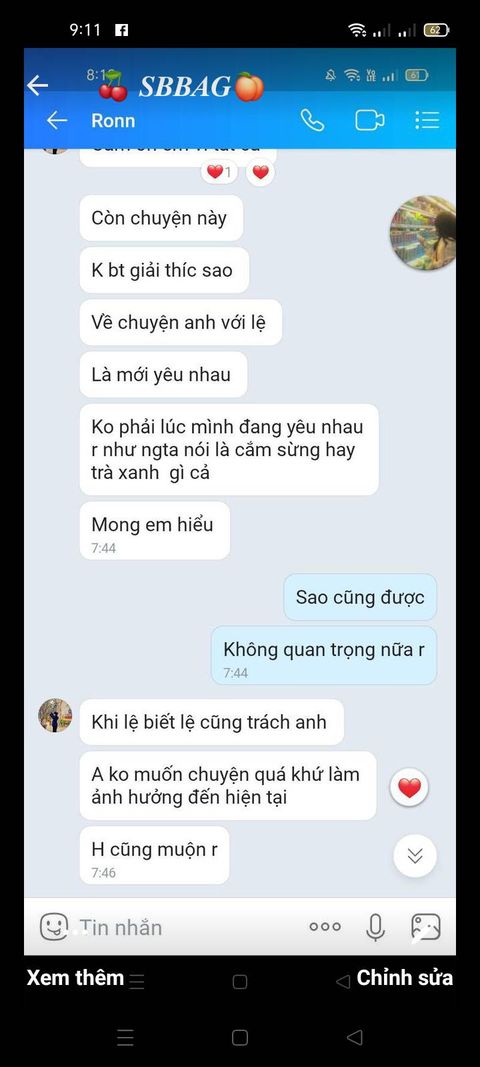 9:11
62
8:1
61
SBBAG
Ronn
1
Còn chuyện này
K bt giải thíc sao
Về chuyện anh với lệ
Là mới yêu nhau
Ko phải lúc mình đang yêu nhau
r như ngta nói là cắm sừng hay
trà xanh gì cả
Mong em hiểu
7:44
Sao cũng được
Không quan trọng nữa r
7:44
Khi lệ biết lệ cũng trách anh
A ko muốn chuyện quá khứ làm
ảnh hưởng đến hiện tại
H cũng muộn r
7:46
Tin nhắn
Xem thêm
Chỉnh sửa